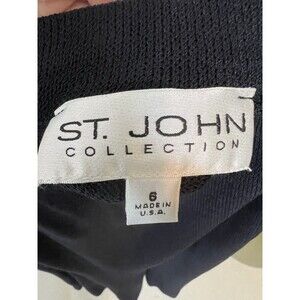 ST. JOHN
COLLECTION
6
MADE IN
U.S.A.